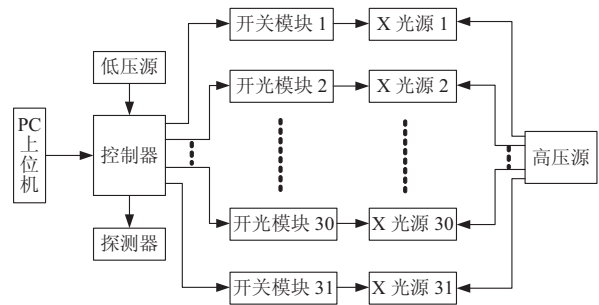 开关模块 1
X 光源 1
低压源
开光模块 2
X 光源 2
PC
上
位
机
控制器
高压源
探测器
开光模块 30
X 光源 30
开关模块 31
X 光源 31